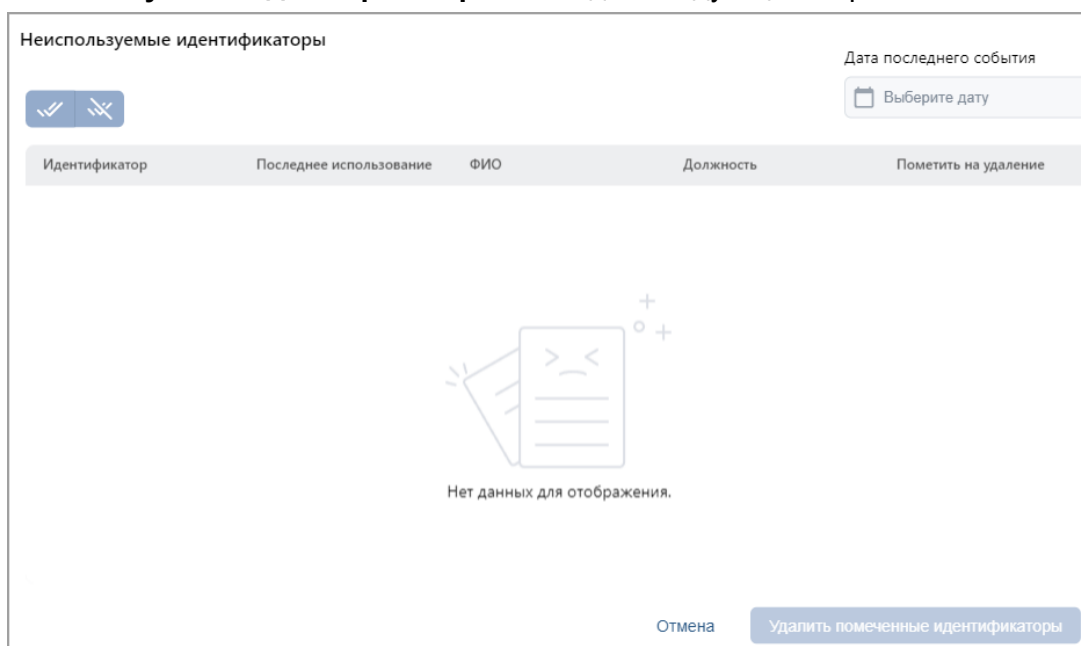 Неиспользуемые идентификаторы
Дата последнего события
Выберите дату
Идентификатор Последнее использование ФИО Должность Пометить на удаление
Нет данных для отображения.
Отмена Удалить помеченные идентификаторы